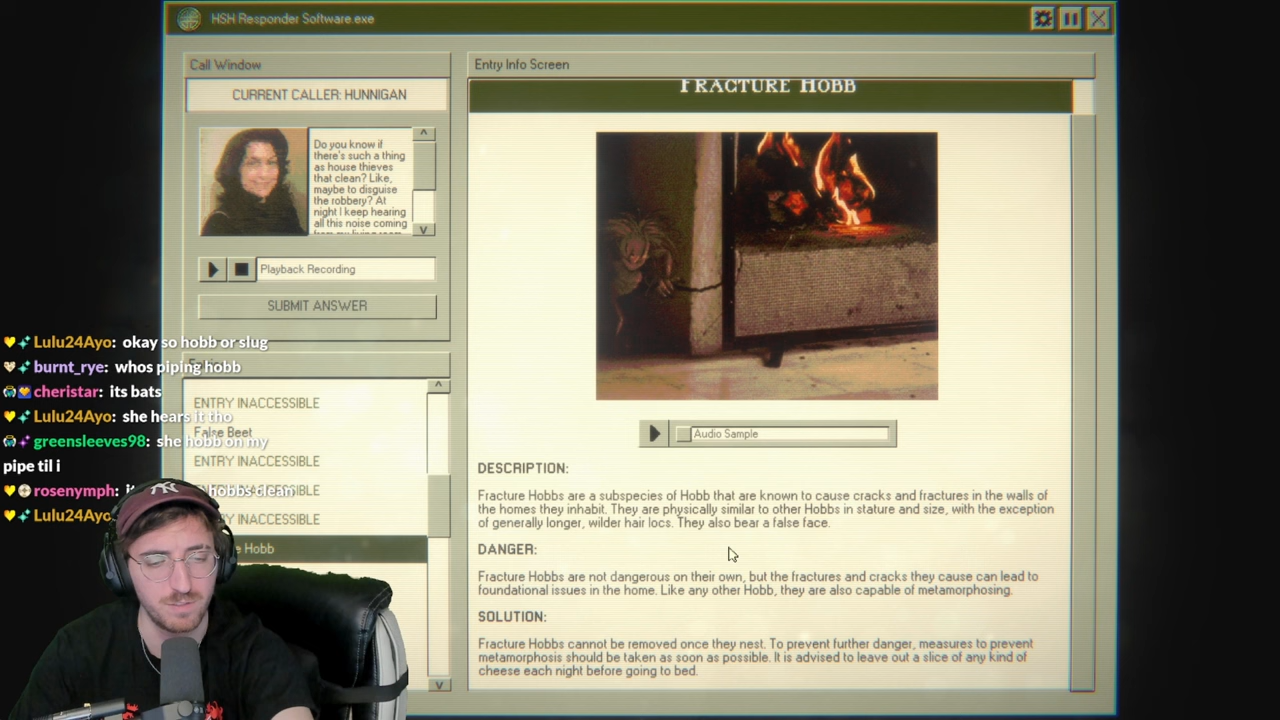 HSH Responder Software.exe
Call Window
CURRENT CALLER: HUNNIGAN
Do you know if
there's such a thing
as house thieves
that clean? Like,
maybe to disguise
the robbery? At
night I keep hearing
all this noise coming
from my living room
Playback Recording
SUBMIT ANSWER
ENTRY INACCESSIBLE
False Beet
ENTRY INACCESSIBLE
ENTRY INACCESSIBLE
ENTRY INACCESSIBLE
Hobb
Lulu24Ayo: okay so hobb or slug
burnt_rye: whos piping hobb
cheristar: its bats
Lulu24Ayo: she hears it tho
greensleeves98: she hobb on my
pipe til i
rosenymph: hobbs clean
Lulu24Ayo
Entry Info Screen
FRACTURE HOBB
Audio Sample
DESCRIPTION:
Fracture Hobbs are a subspecies of Hobb that are known to cause cracks and fractures in the walls of
the homes they inhabit. They are physically similar to other Hobbs in stature and size, with the exception
of generally longer, wilder hair locs. They also bear a false face.
DANGER:
Fracture Hobbs are not dangerous on their own, but the fractures and cracks they cause can lead to
foundational issues in the home. Like any other Hobb, they are also capable of metamorphosing.
SOLUTION:
Fracture Hobbs cannot be removed once they nest. To prevent further danger, measures to prevent
metamorphosis should be taken as soon as possible. It is advised to leave out a slice of any kind of
cheese each night before going to bed.